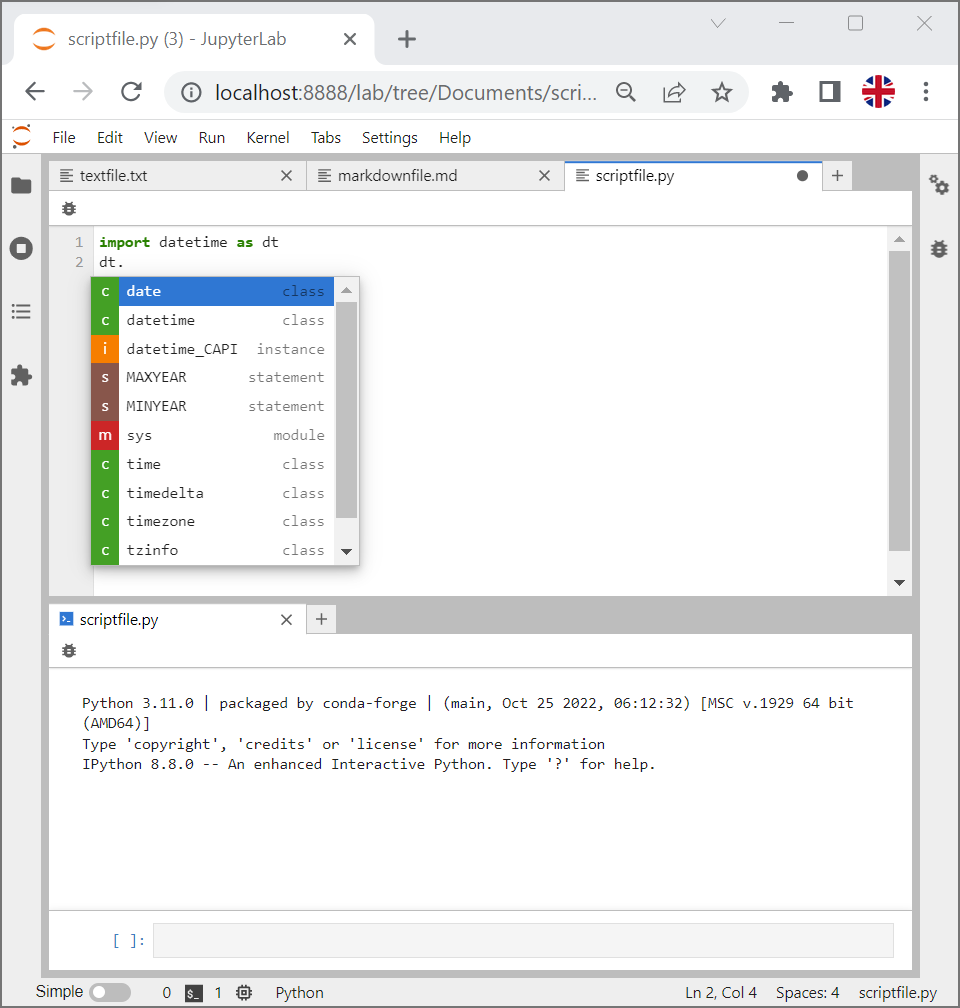 scriptfile.py (3) - JupyterLab
localhost:8888/lab/tree/Documents/scri...
File Edit View Run Kernel Tabs Settings Help
textfile.txt markdownfile.md scriptfile.py
1 import datetime as dt
2 dt.
c date class
c datetime class
i datetime_CAPI instance
s MAXYEAR statement
s MINYEAR statement
m sys module
c time class
c timedelta class
c timezone class
c tzinfo class
scriptfile.py
Python 3.11.0 | packaged by conda-forge | (main, Oct 25 2022, 06:12:32) [MSC v.1929 64 bit
(AMD64)]
Type 'copyright', 'credits' or 'license' for more information
IPython 8.8.0 -- An enhanced Interactive Python. Type '?' for help.
[ ]:
Simple 0 $_ 1 Python Ln 2, Col 4 Spaces: 4 scriptfile.py